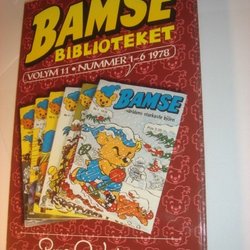 BAMSE
BIBLIOTEKET
VOLYM 11 • NUMMER 1-6 1978
BAMSE
världens starkaste björn